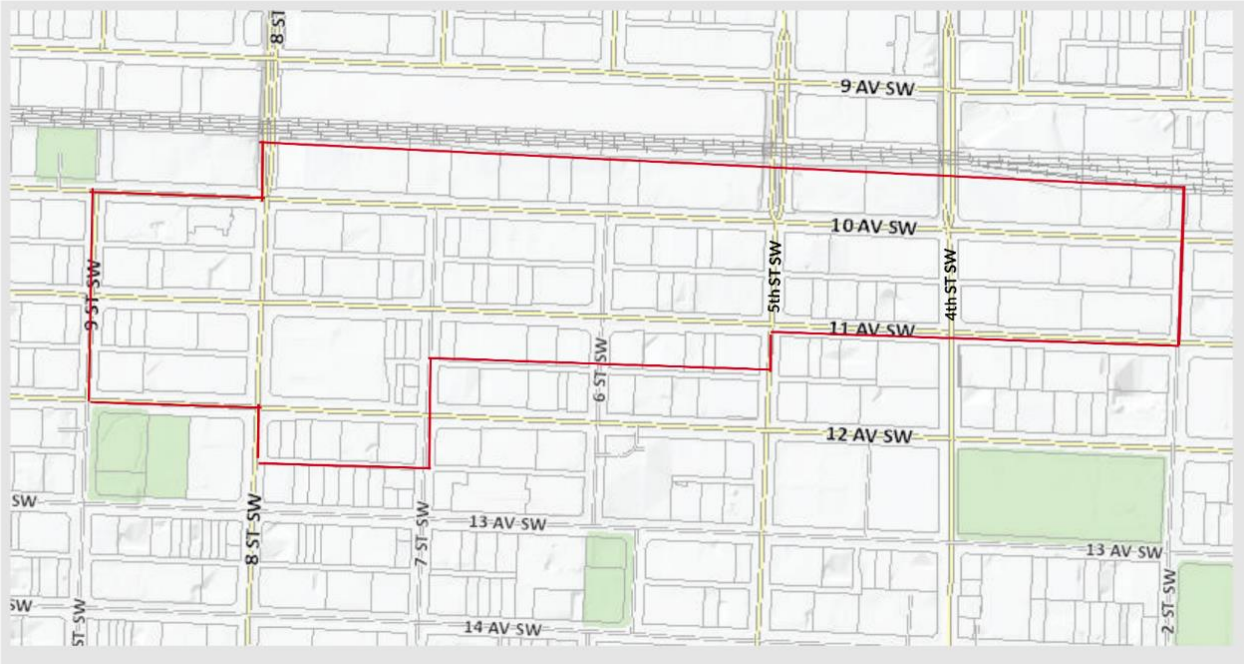 8 ST
9 AV SW
10 AV SW
9 ST SW
5th ST SW
4th ST SW
11 AV SW
6 ST SW
12 AV SW
SW
8 ST SW
7 ST SW
13 AV SW
13 AV SW
SW
ST SW
14 AV SW
2 ST SW